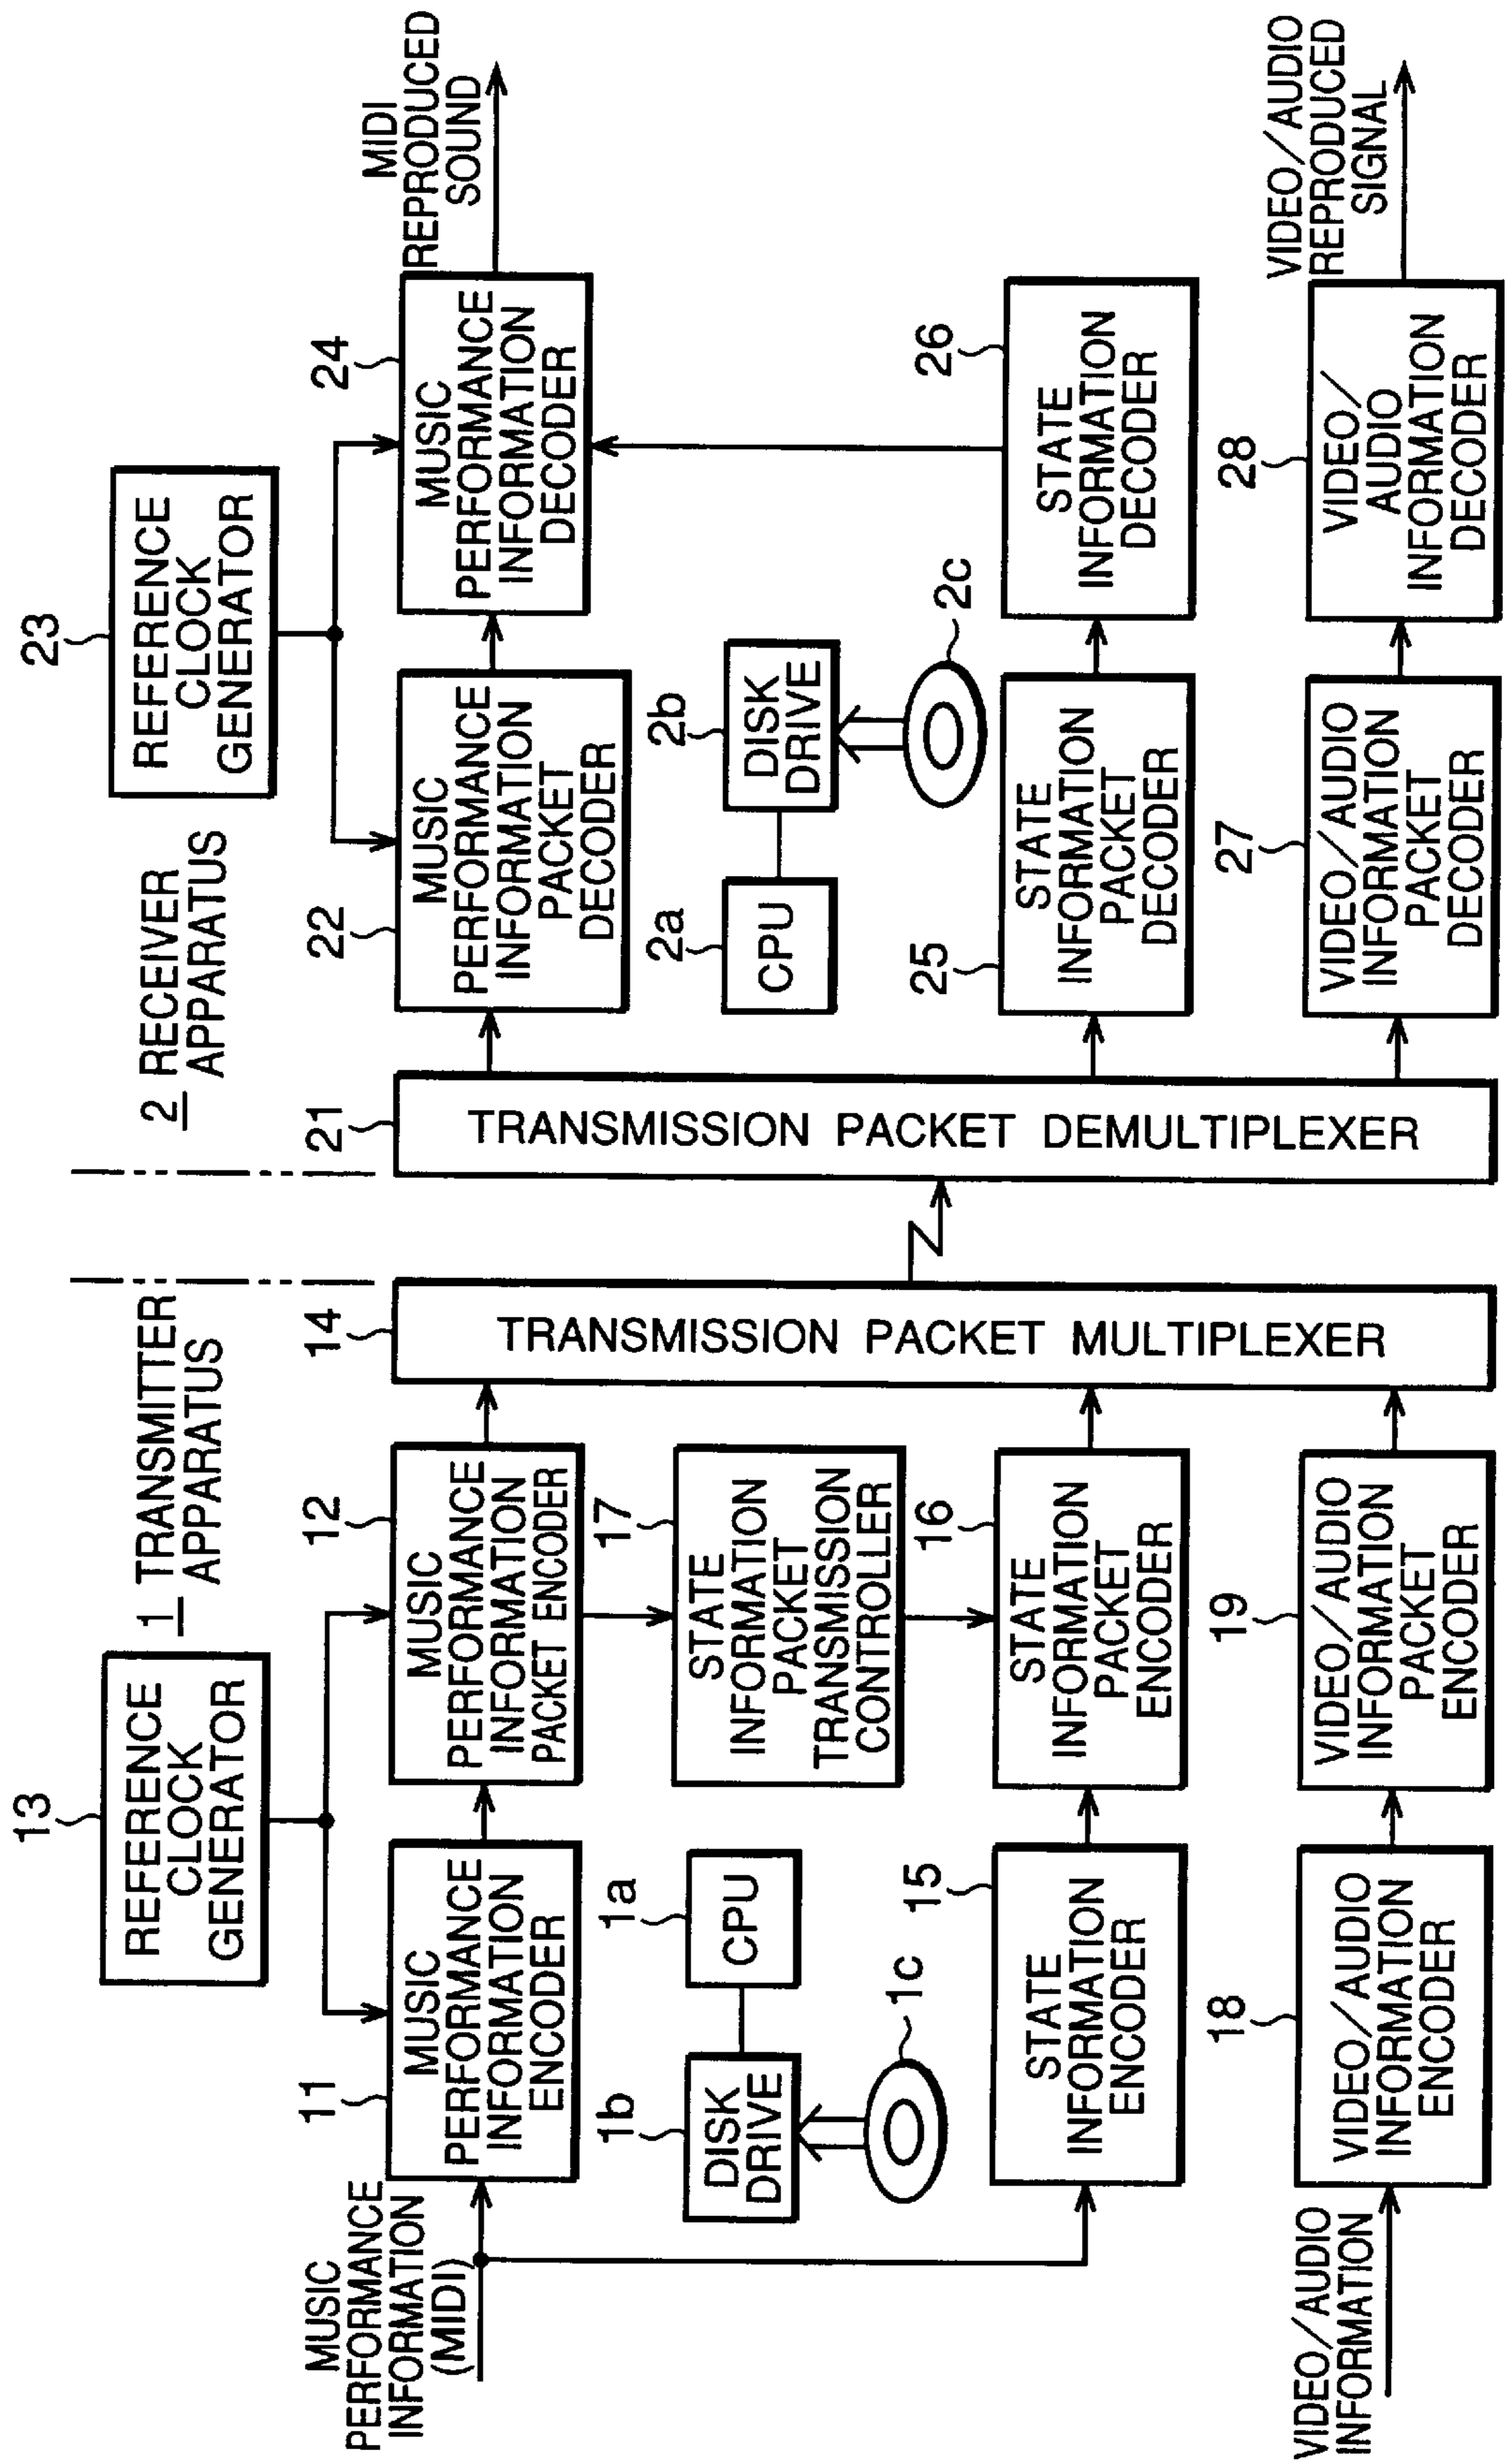 1 TRANSMITTER
APPARATUS
2 RECEIVER
APPARATUS
13
REFERENCE
CLOCK
GENERATOR
23
REFERENCE
CLOCK
GENERATOR
MUSIC
PERFORMANCE
INFORMATION
(MIDI)
11
MUSIC
PERFORMANCE
INFORMATION
ENCODER
12
MUSIC
PERFORMANCE
INFORMATION
PACKET ENCODER
14
TRANSMISSION PACKET MULTIPLEXER
21
TRANSMISSION PACKET DEMULTIPLEXER
22
MUSIC
PERFORMANCE
INFORMATION
PACKET
DECODER
24
MUSIC
PERFORMANCE
INFORMATION
DECODER
MIDI
REPRODUCED
SOUND
1b
DISK
DRIVE
1a
CPU
1c
17
STATE
INFORMATION
PACKET
TRANSMISSION
CONTROLLER
2a
CPU
2b
DISK
DRIVE
2c
15
STATE
INFORMATION
ENCODER
16
STATE
INFORMATION
PACKET
ENCODER
25
STATE
INFORMATION
PACKET
DECODER
26
STATE
INFORMATION
DECODER
VIDEO/AUDIO
INFORMATION
18
VIDEO/AUDIO
INFORMATION
ENCODER
19
VIDEO/AUDIO
INFORMATION
PACKET
ENCODER
27
VIDEO/AUDIO
INFORMATION
PACKET
DECODER
28
VIDEO/
AUDIO
INFORMATION
DECODER
VIDEO/AUDIO
REPRODUCED
SIGNAL